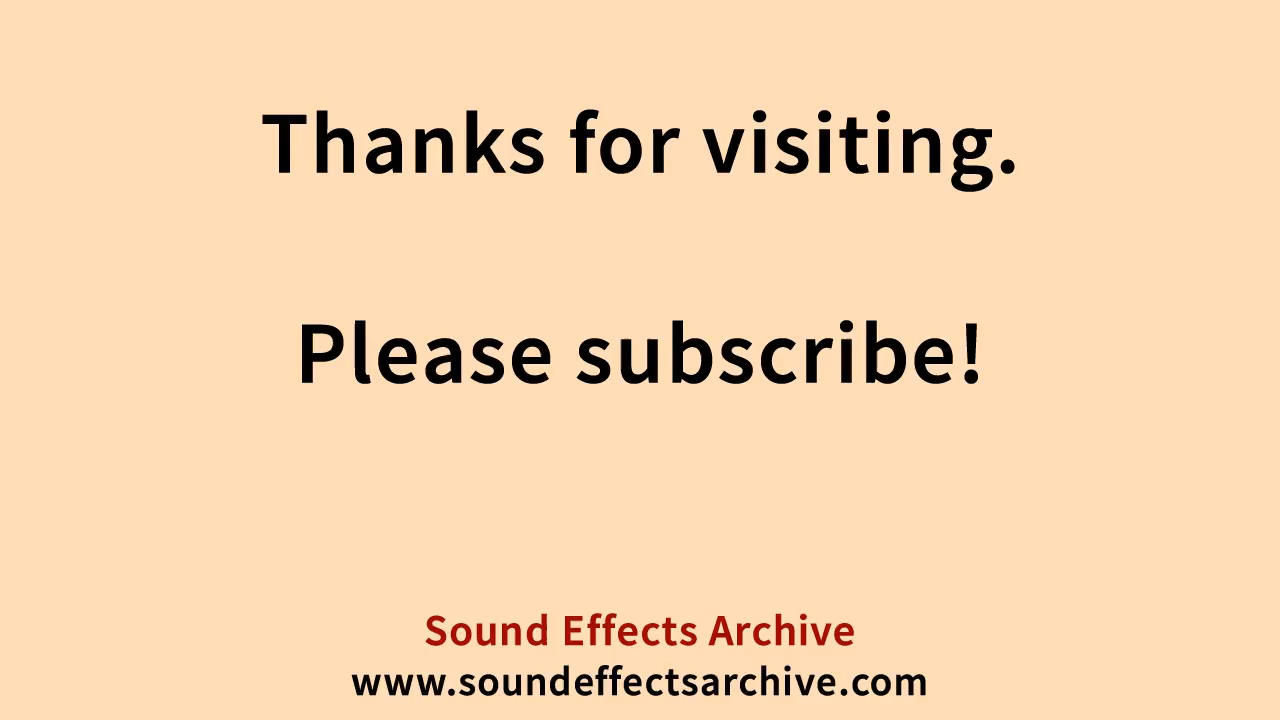 Thanks for visiting.
Please subscribe!
Sound Effects Archive
www.soundeffectsarchive.com